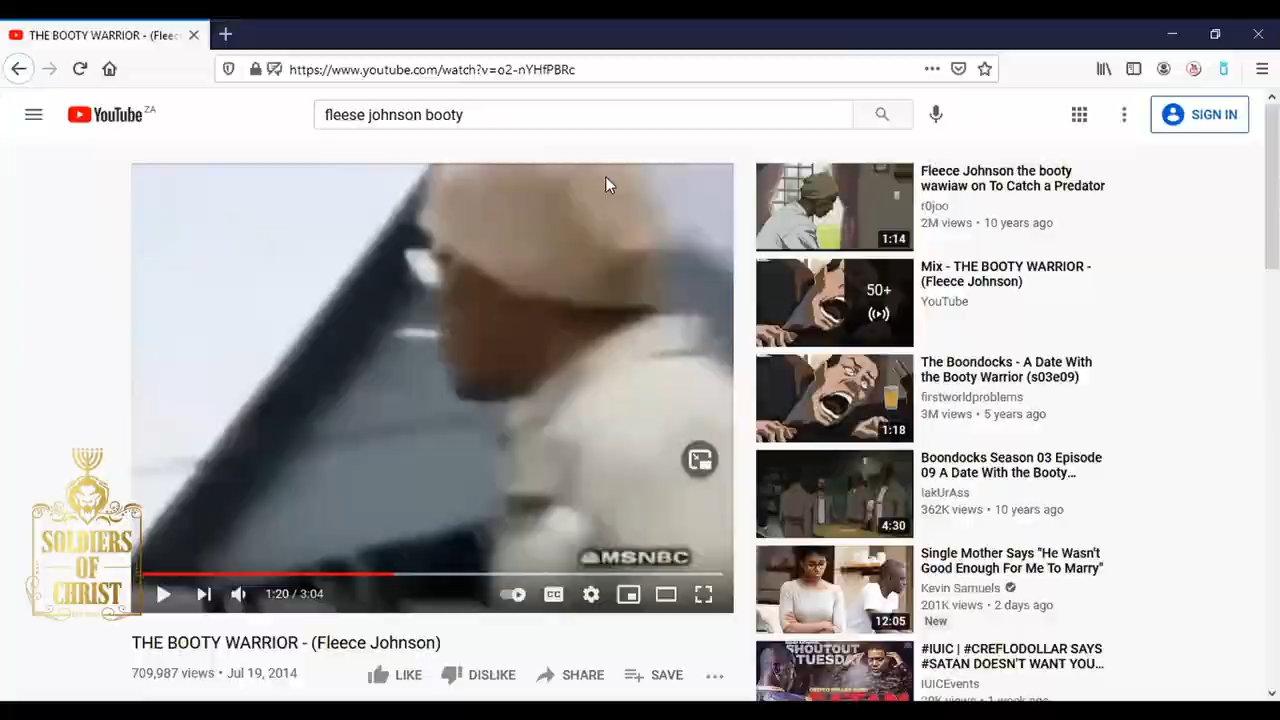 THE BOOTY WARRIOR - (Fleec
https://www.youtube.com/watch?v=o2-nYHfPBRc
YouTube ZA
fleese johnson booty
SIGN IN
MSNBC
1:20 / 3:04
CC
SOLDIERS
OF
CHRIST
THE BOOTY WARRIOR - (Fleece Johnson)
709,987 views • Jul 19, 2014
LIKE
DISLIKE
SHARE
SAVE
1:14
Fleece Johnson the booty
wawiaw on To Catch a Predator
r0joo
2M views • 10 years ago
50+
Mix - THE BOOTY WARRIOR -
(Fleece Johnson)
YouTube
1:18
The Boondocks - A Date With
the Booty Warrior (s03e09)
firstworldproblems
3M views • 5 years ago
4:30
Boondocks Season 03 Episode
09 A Date With the Booty...
IakUrAss
362K views • 10 years ago
12:05
Single Mother Says "He Wasn't
Good Enough For Me To Marry"
Kevin Samuels
201K views • 2 days ago
New
SHOUTOUT
TUESDAY
#IUIC | #CREFLODOLLAR SAYS
#SATAN DOESN'T WANT YOU...
IUICEvents